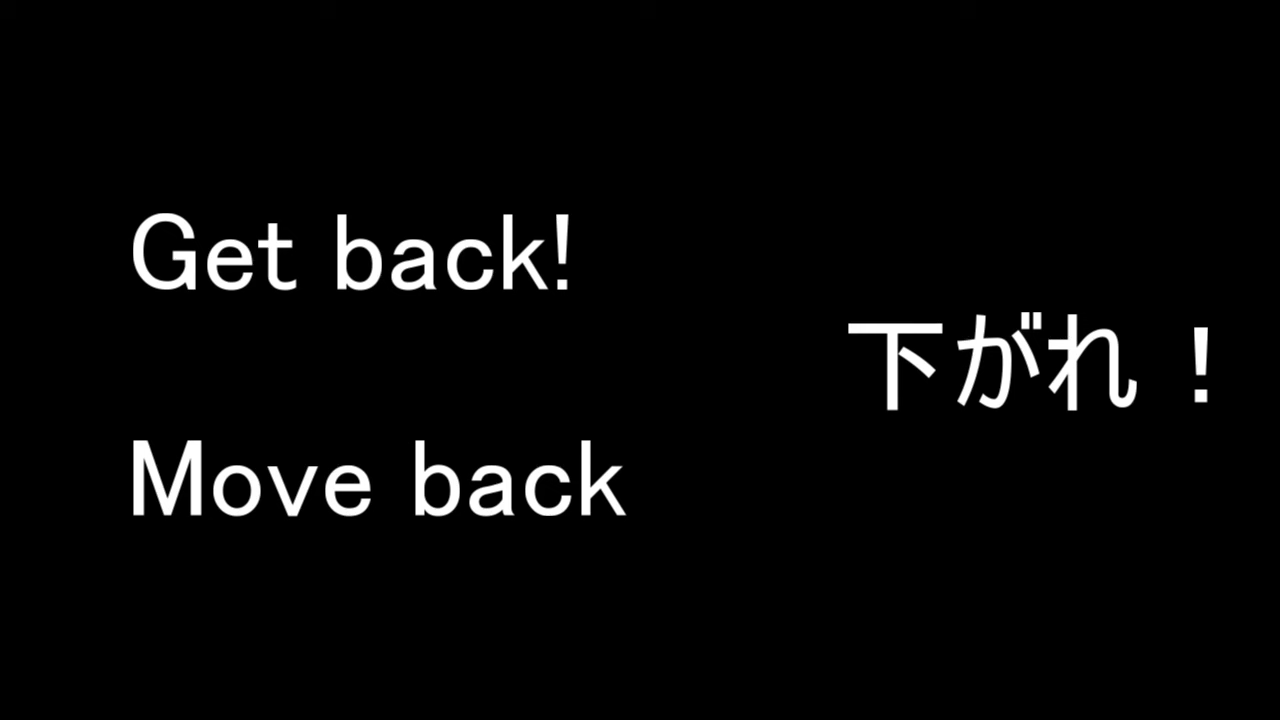 Get back!
下がれ！
Move back